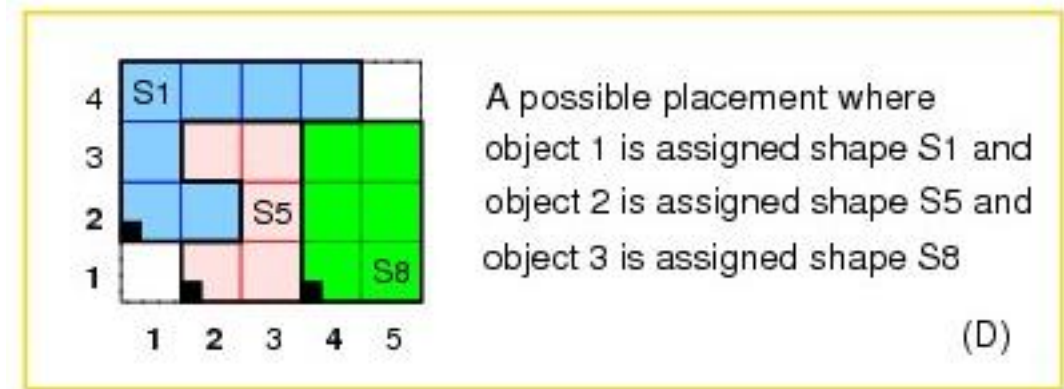 4 S1
3
2 S5
1 S8
1 2 3 4 5
A possible placement where
object 1 is assigned shape S1 and
object 2 is assigned shape S5 and
object 3 is assigned shape S8
(D)